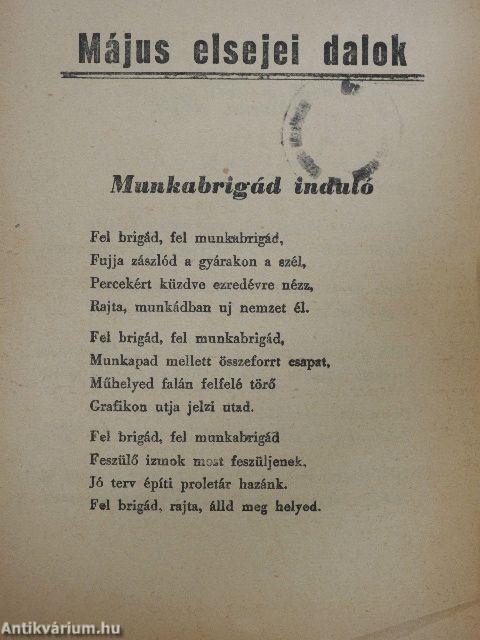 Május elsejei dalok
Munkabrigád induló
Fel brigád, fel munkabrigád,
Fujja zászlód a gyárakon a szél,
Percekért küzdve ezredévre nézz,
Rajta, munkádban uj nemzet él.
Fel brigád, fel munkabrigád,
Munkapad mellett összeforrt csapat,
Műhelyed falán felfelé törő
Grafikon utja jelzi utad.
Fel brigád, fel munkabrigád
Feszülő izmok most feszüljenek,
Jó terv építi proletár hazánk.
Fel brigád, rajta, álld meg helyed.
Antikvárium.hu